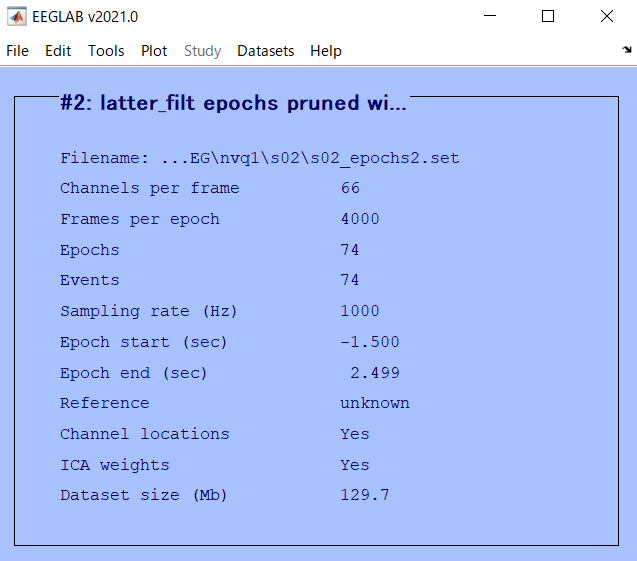 EEGLAB v2021.0
File Edit Tools Plot Study Datasets Help
#2: latter_filt epochs pruned wi...
Filename: ...EG\nvq1\s02\s02_epochs2.set
Channels per frame 66
Frames per epoch 4000
Epochs 74
Events 74
Sampling rate (Hz) 1000
Epoch start (sec) -1.500
Epoch end (sec) 2.499
Reference unknown
Channel locations Yes
ICA weights Yes
Dataset size (Mb) 129.7